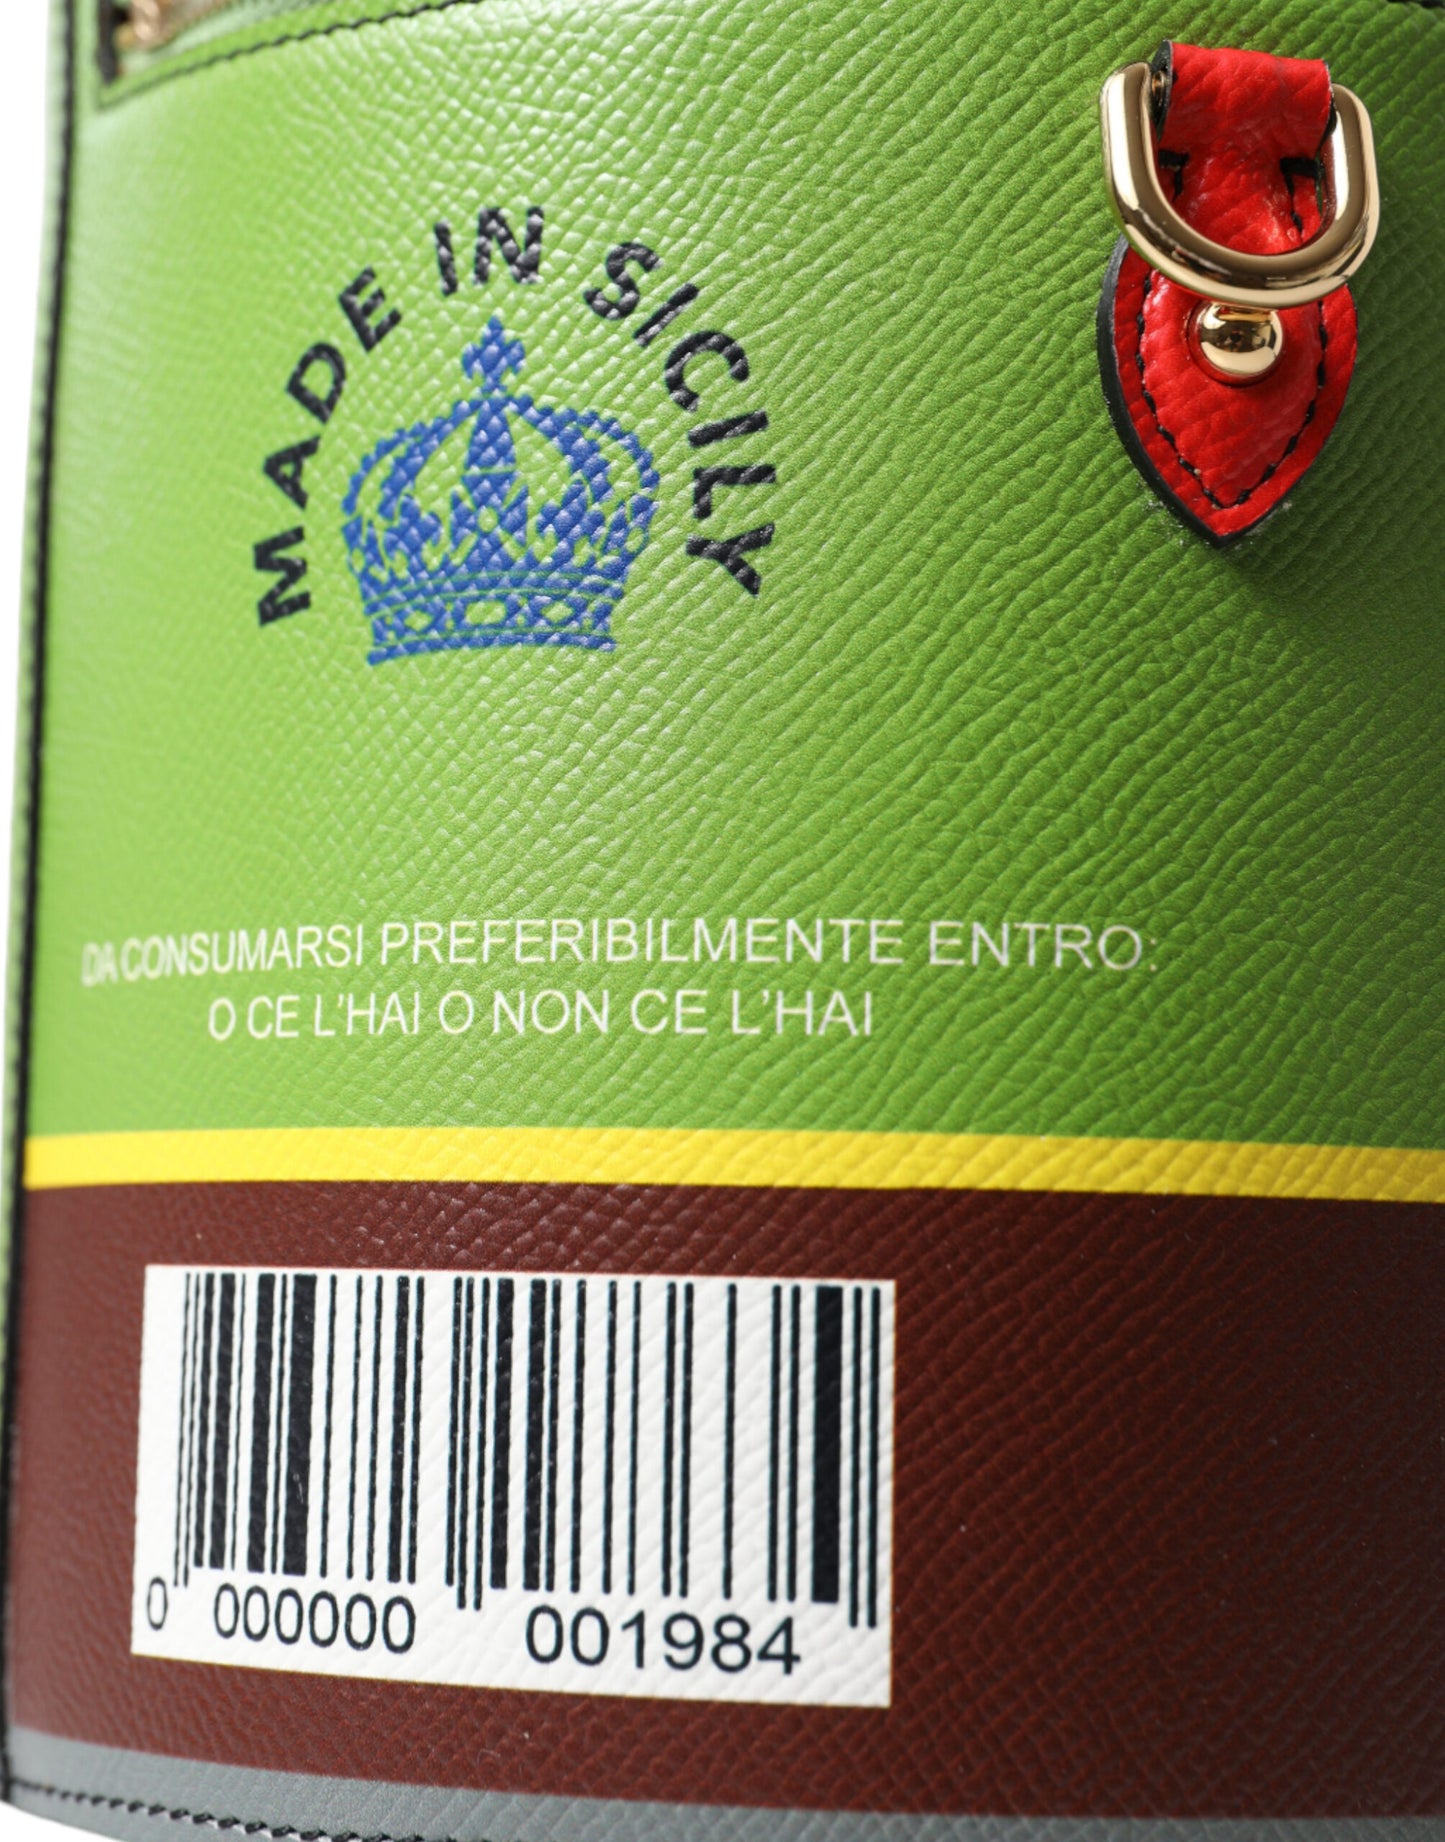 MADE IN SICILY
DA CONSUMARSI PREFERIBILMENTE ENTRO:
O CE L'HAI O NON CE L'HAI
0 000000 001984